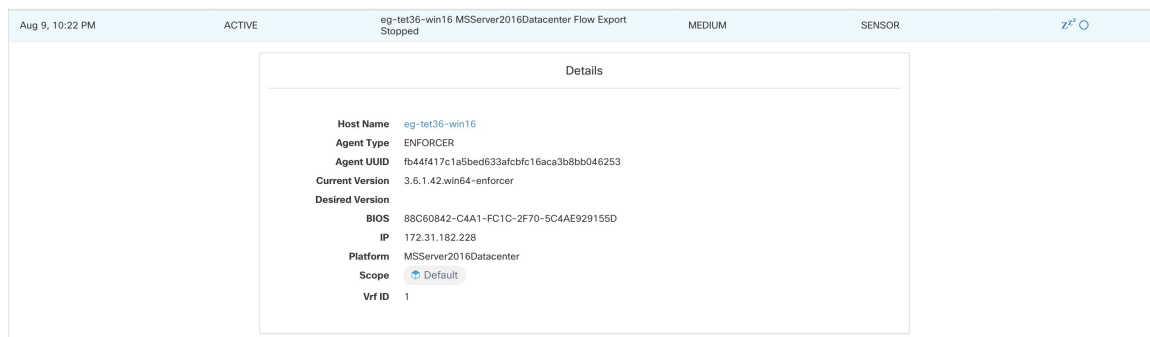 Aug 9, 10:22 PM ACTIVE eg-tet36-win16 MSServer2016Datacenter Flow Export MEDIUM SENSOR zzz
Stopped
Details
Host Name eg-tet36-win16
Agent Type ENFORCER
Agent UUID fb44f417c1a5bed633afcbfc16aca3b8bb046253
Current Version 3.6.1.42.win64-enforcer
Desired Version
BIOS 88C60842-C4A1-FC1C-2F70-5C4AE929155D
IP 172.31.182.228
Platform MSServer2016Datacenter
Scope Default
Vrf ID 1